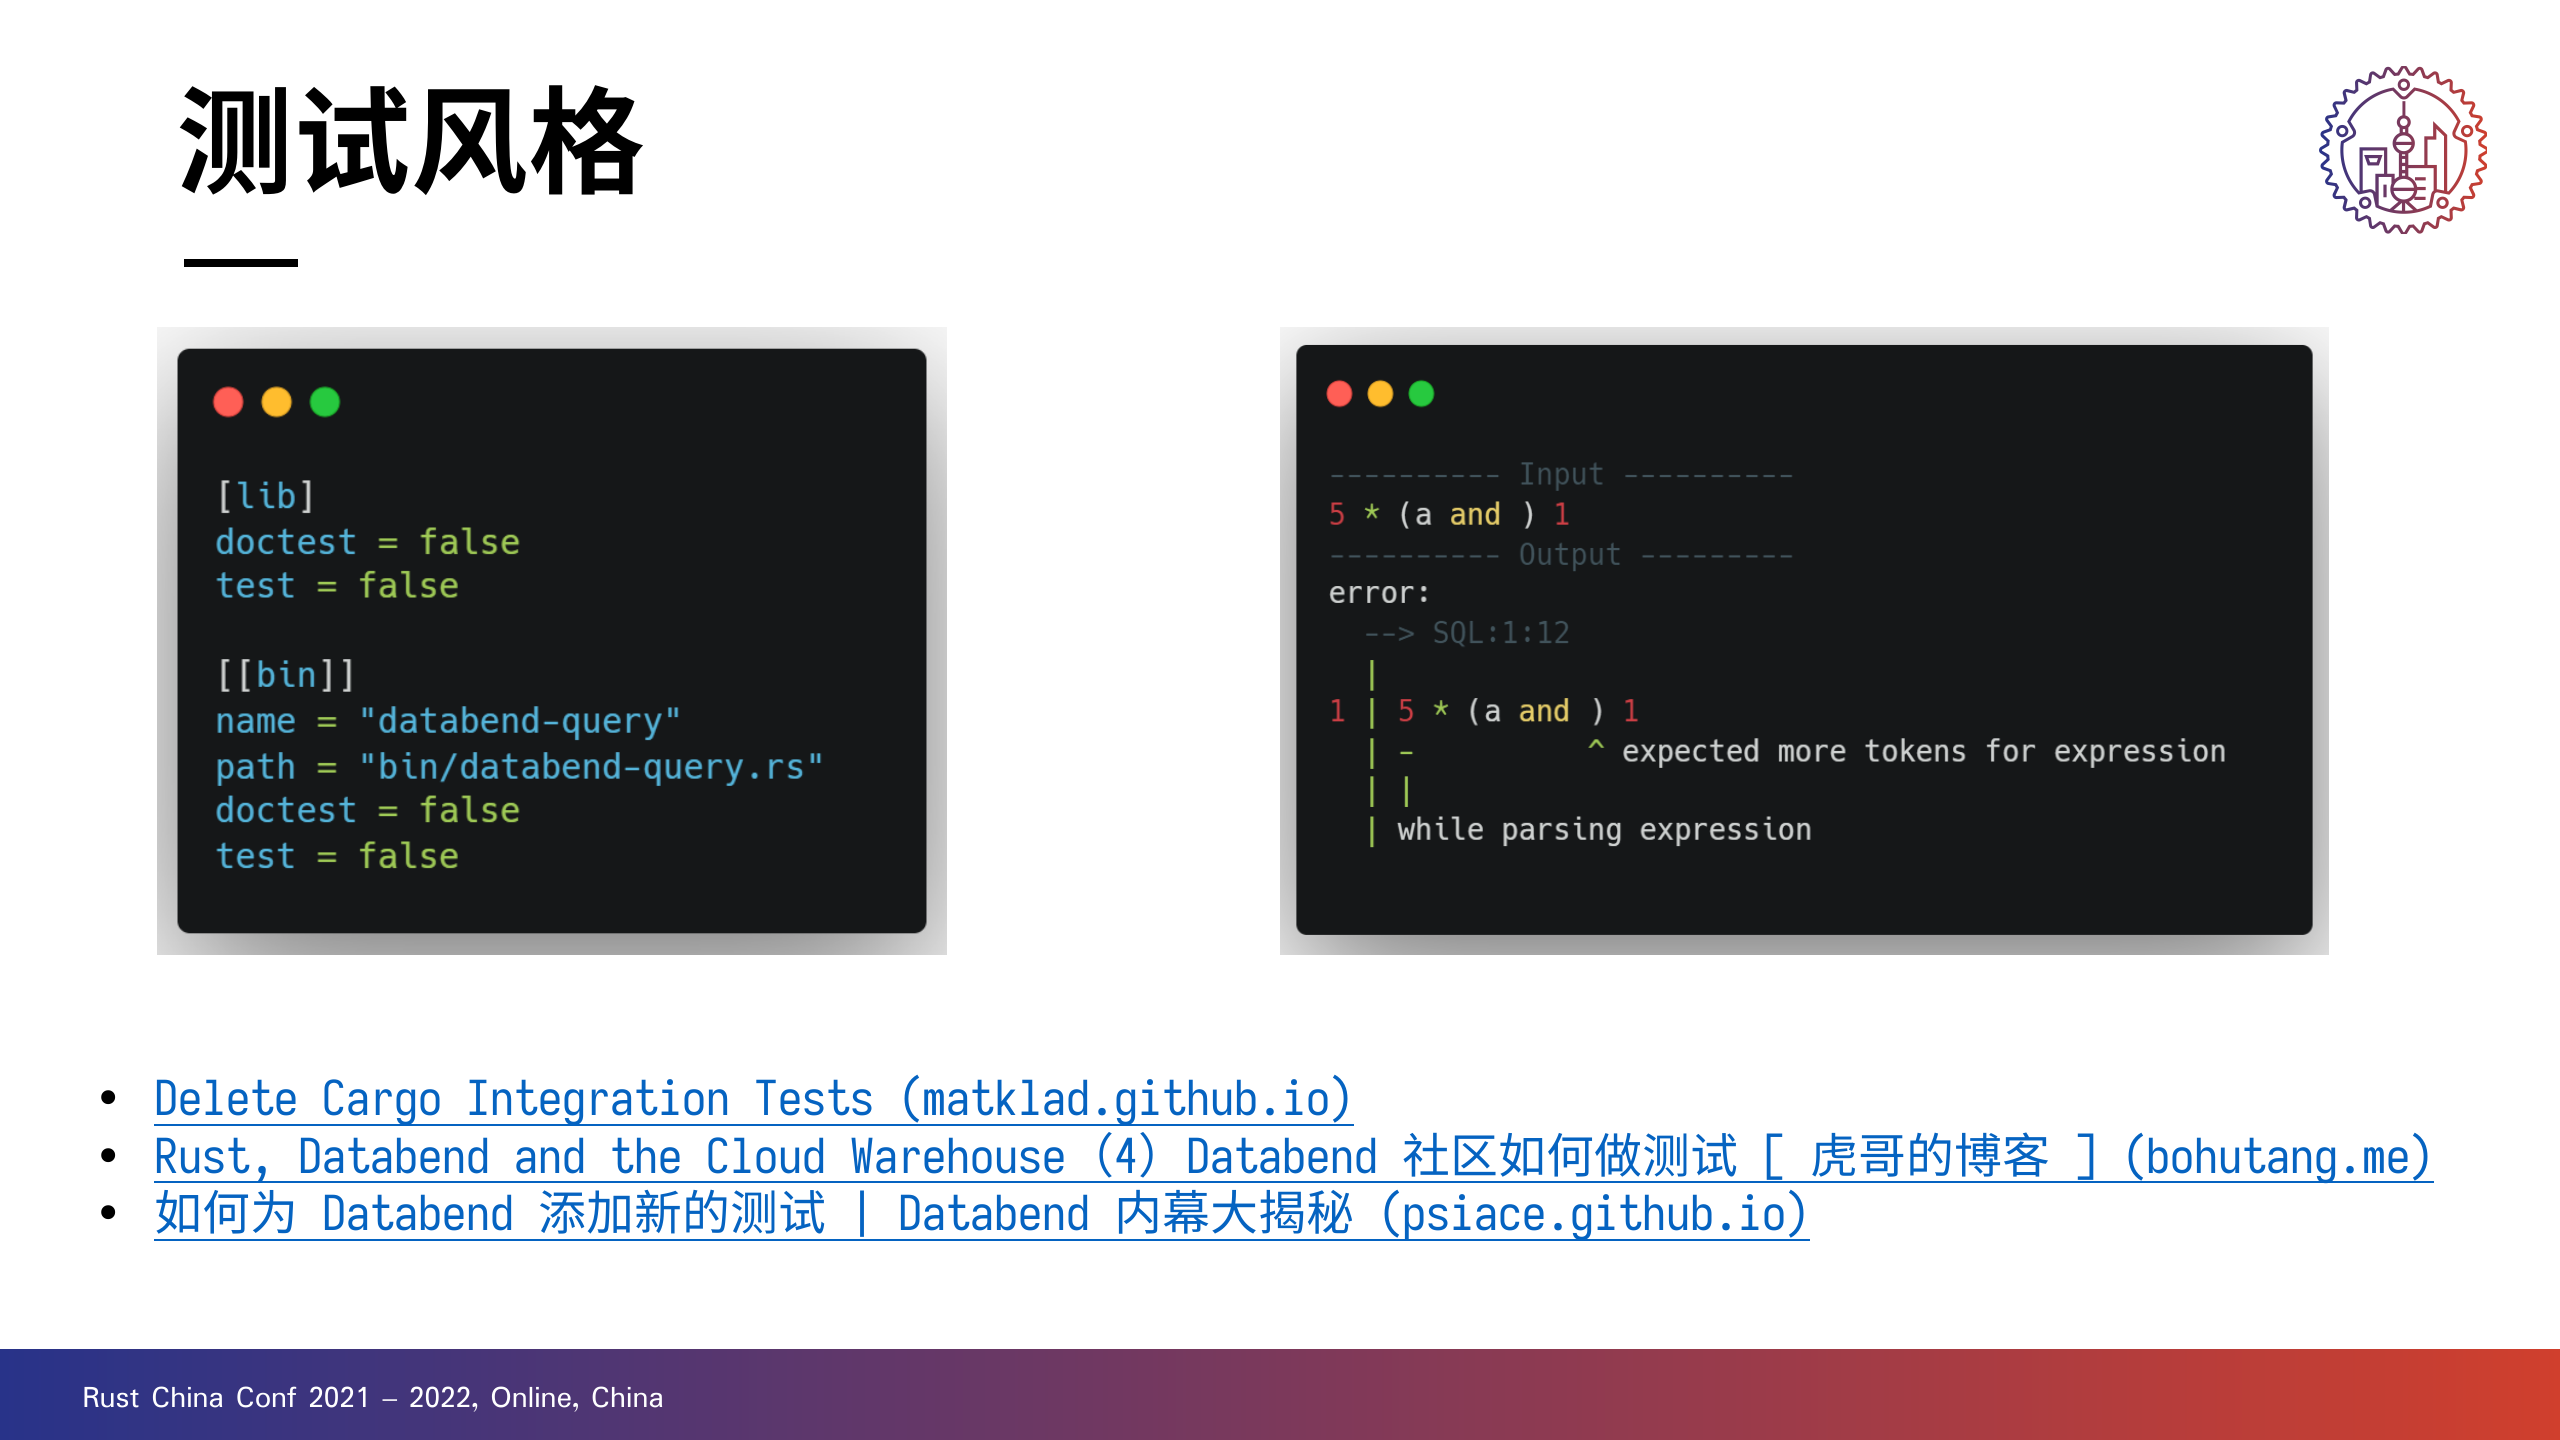 测试风格
[lib]
doctest = false
test = false
[[bin]]
name = "databend-query"
path = "bin/databend-query.rs"
doctest = false
test = false
---------- Input ----------
5 * (a and ) 1
---------- Output ---------
error:
  --> SQL:1:12
  |
1 | 5 * (a and ) 1
  | -          ^ expected more tokens for expression
  | |
  | while parsing expression
• Delete Cargo Integration Tests (matklad.github.io)
• Rust, Databend and the Cloud Warehouse (4) Databend 社区如何做测试 [ 虎哥的博客 ] (bohutang.me)
• 如何为 Databend 添加新的测试 | Databend 内幕大揭秘 (psiace.github.io)
Rust China Conf 2021 – 2022, Online, China